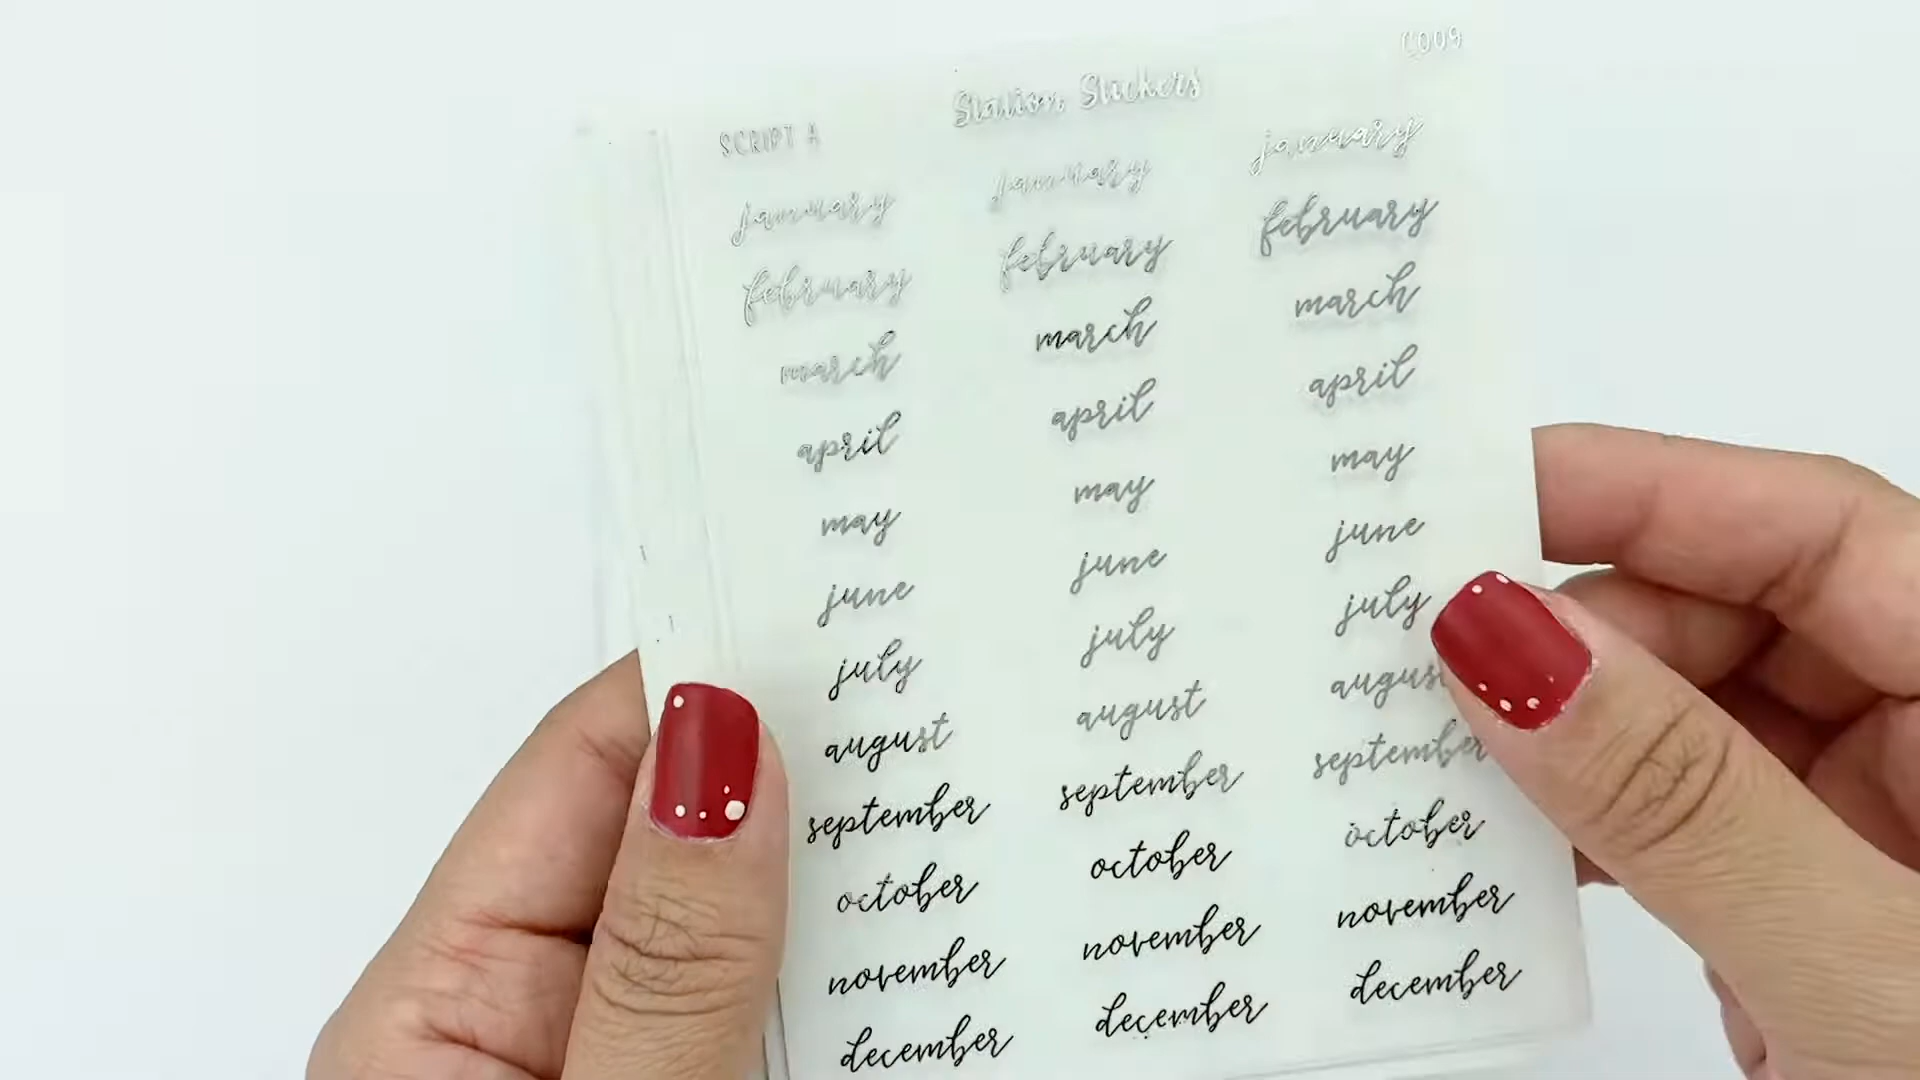 C009
SCRIPT A Station Stickers
january january january
february february february
march march march
april april april
may may may
june june june
july july july
august august august
september september september
october october october
november november november
december december december